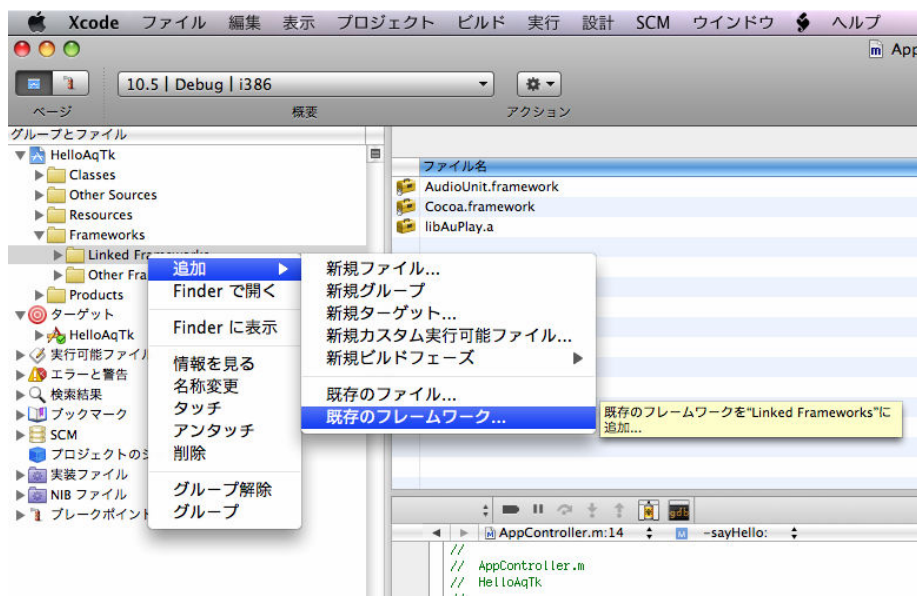 Xcode ファイル 編集 表示 プロジェクト ビルド 実行 設計 SCM ウインドウ ヘルプ
App
10.5 | Debug | i386
ページ 概要 アクション
グループとファイル
HelloAqTk
Classes
Other Sources
Resources
Frameworks
Linked Frameworks
Other Fra
Products
ターゲット
HelloAqTk
実行可能ファイル
エラーと警告
検索結果
ブックマーク
SCM
プロジェクトのシ
実装ファイル
NIB ファイル
ブレークポイント
ファイル名
AudioUnit.framework
Cocoa.framework
libAuPlay.a
追加
Finder で開く
Finder に表示
情報を見る
名称変更
タッチ
アンタッチ
削除
グループ解除
グループ
新規ファイル...
新規グループ
新規ターゲット...
新規カスタム実行可能ファイル...
新規ビルドフェーズ
既存のファイル...
既存のフレームワーク...
既存のフレームワークを“Linked Frameworks”に
追加...
gdb
AppController.m:14 M -sayHello:
//
// AppController.m
// HelloAqTk